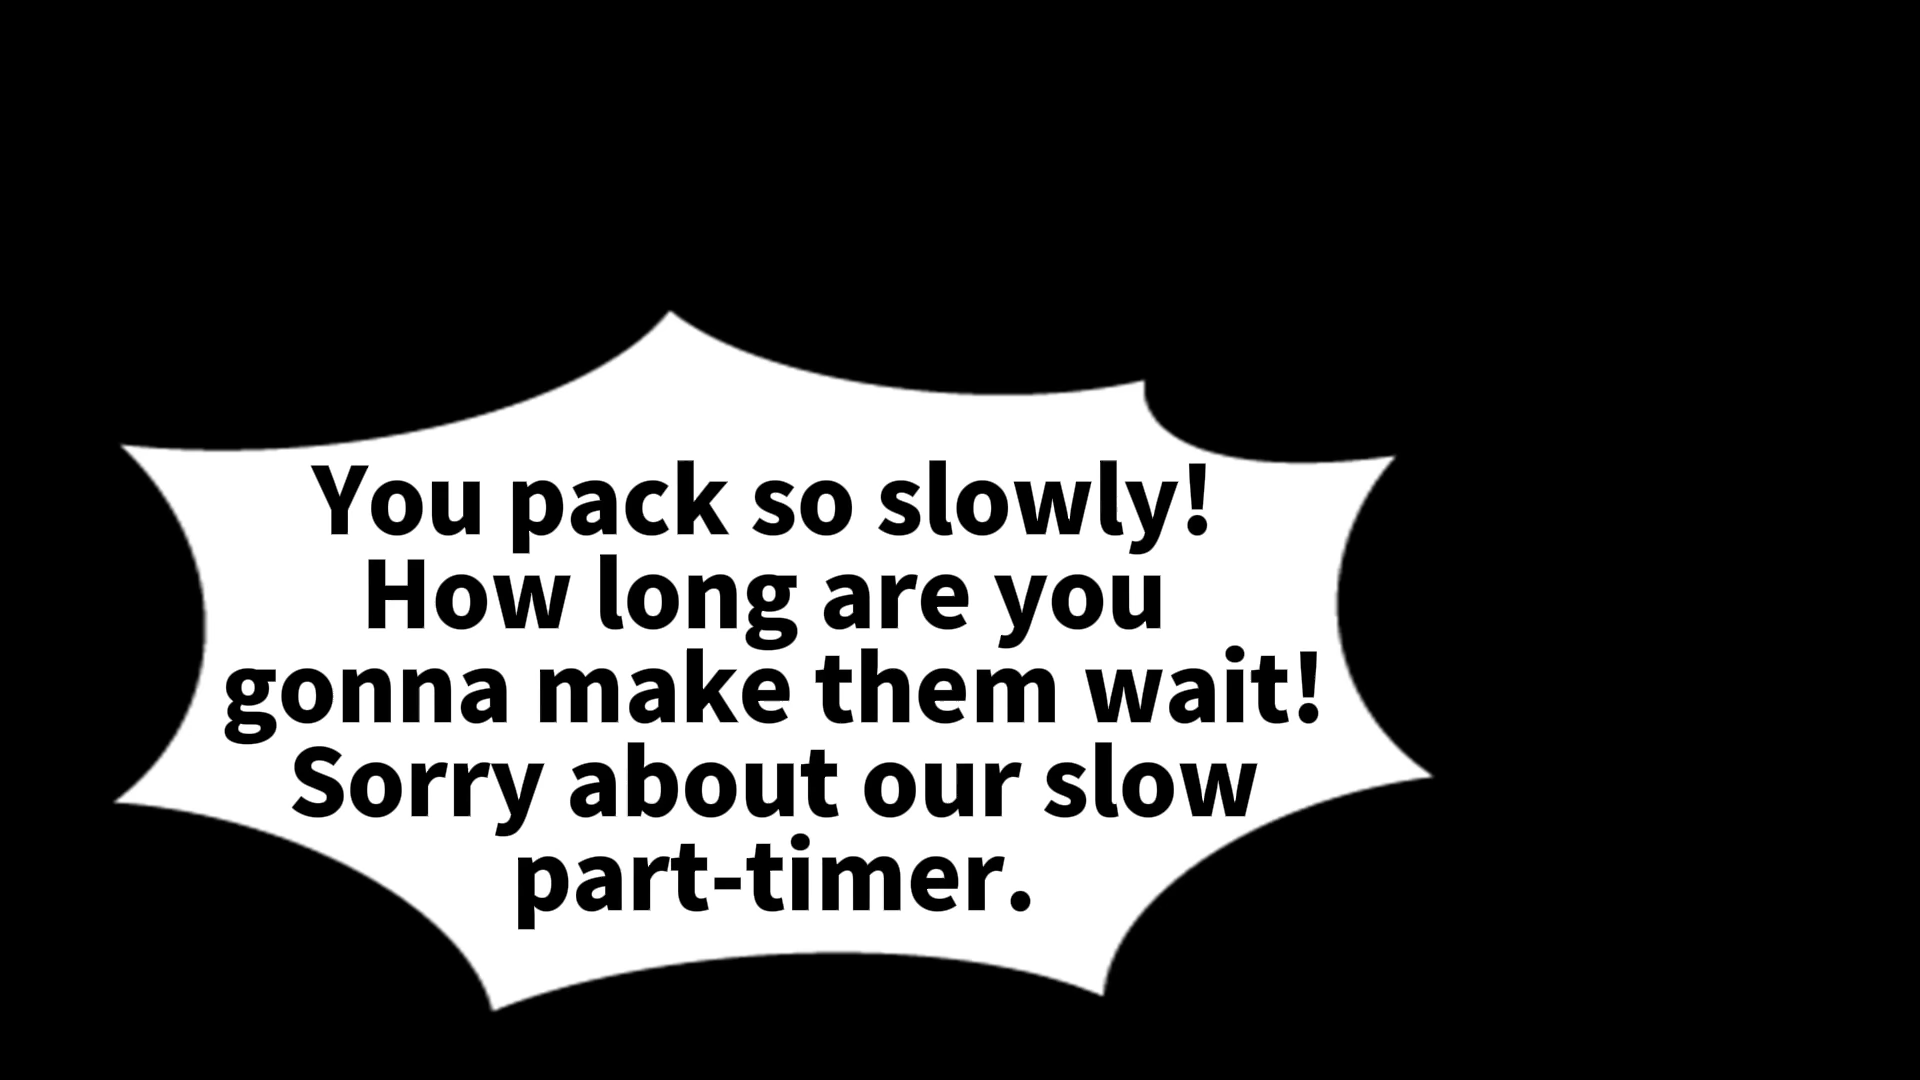 You pack so slowly!
How long are you
gonna make them wait!
Sorry about our slow
part-timer.